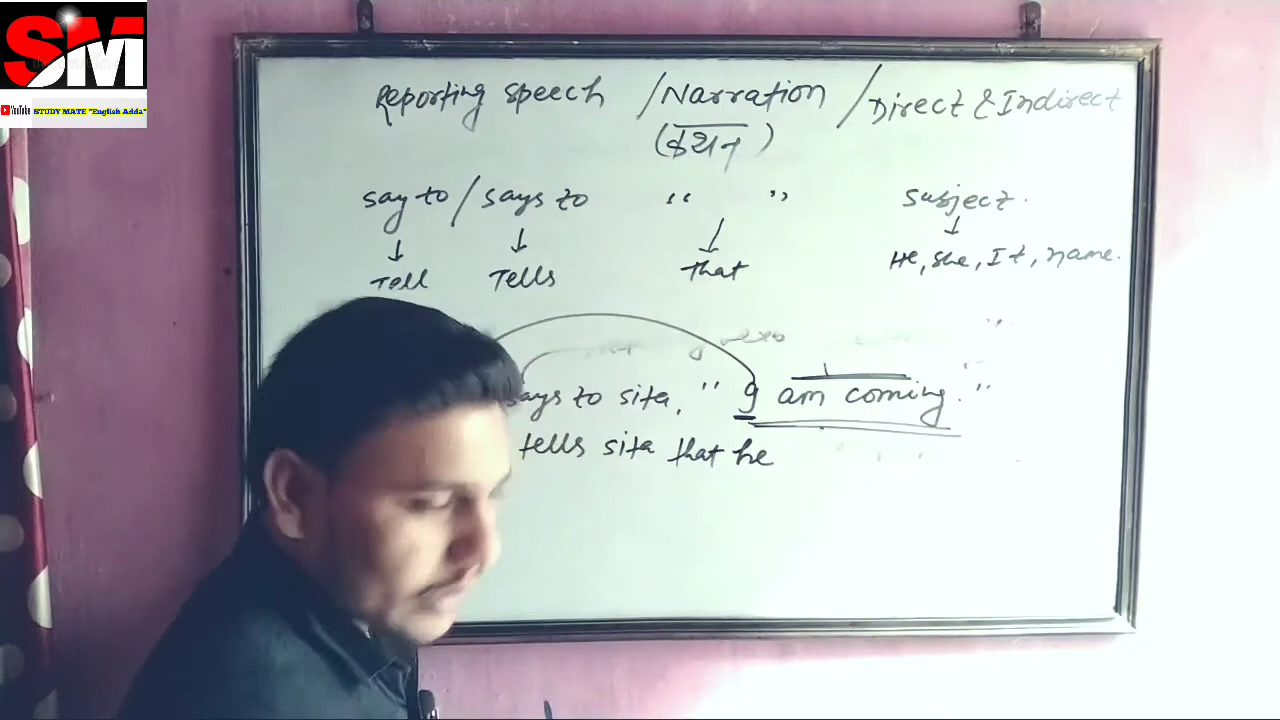 SM
YouTube STUDY MATE "English Adda"
Reporting speech / Narration / Direct & Indirect
(कथन)
say to / says to " " subject.
Tell Tells That He, she, It, name.
says to sita, " I am coming."
tells sita that he